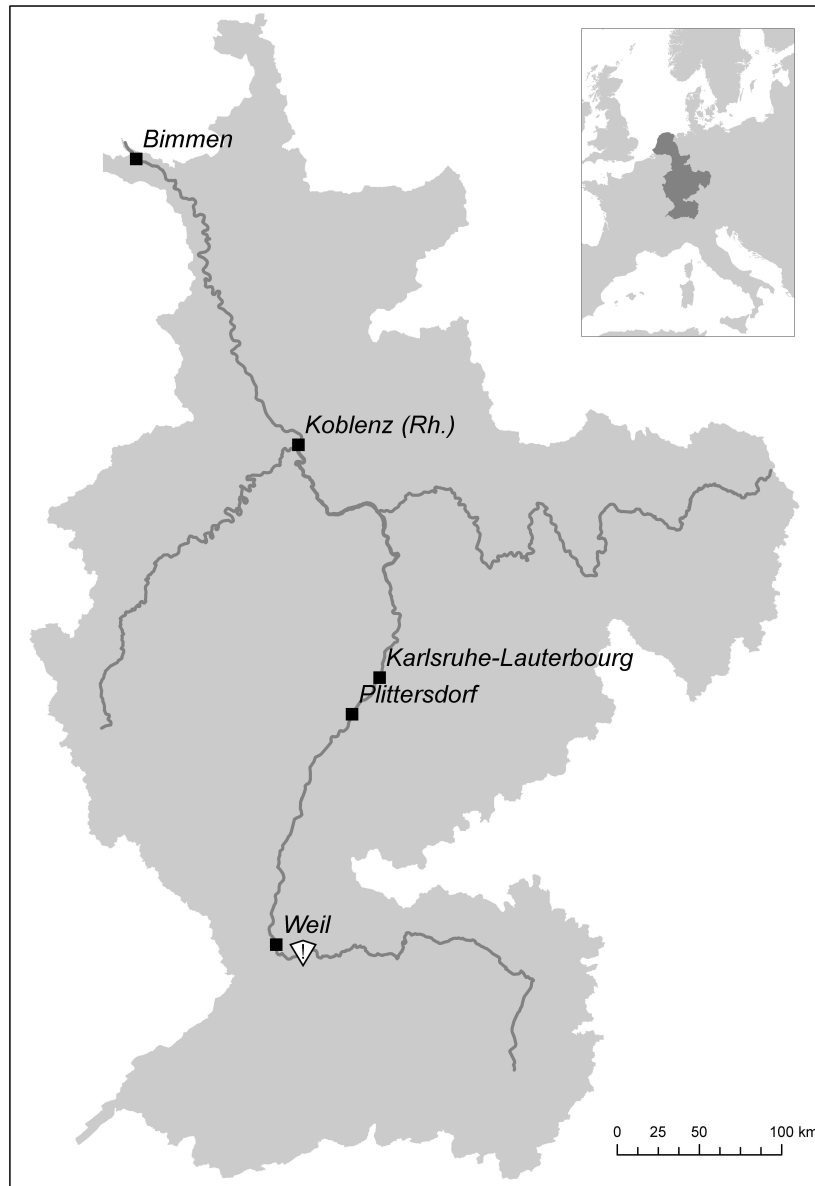 Bimmen
Koblenz (Rh.)
Karlsruhe-Lauterbourg
Plittersdorf
Weil
!
0 25 50 100 km